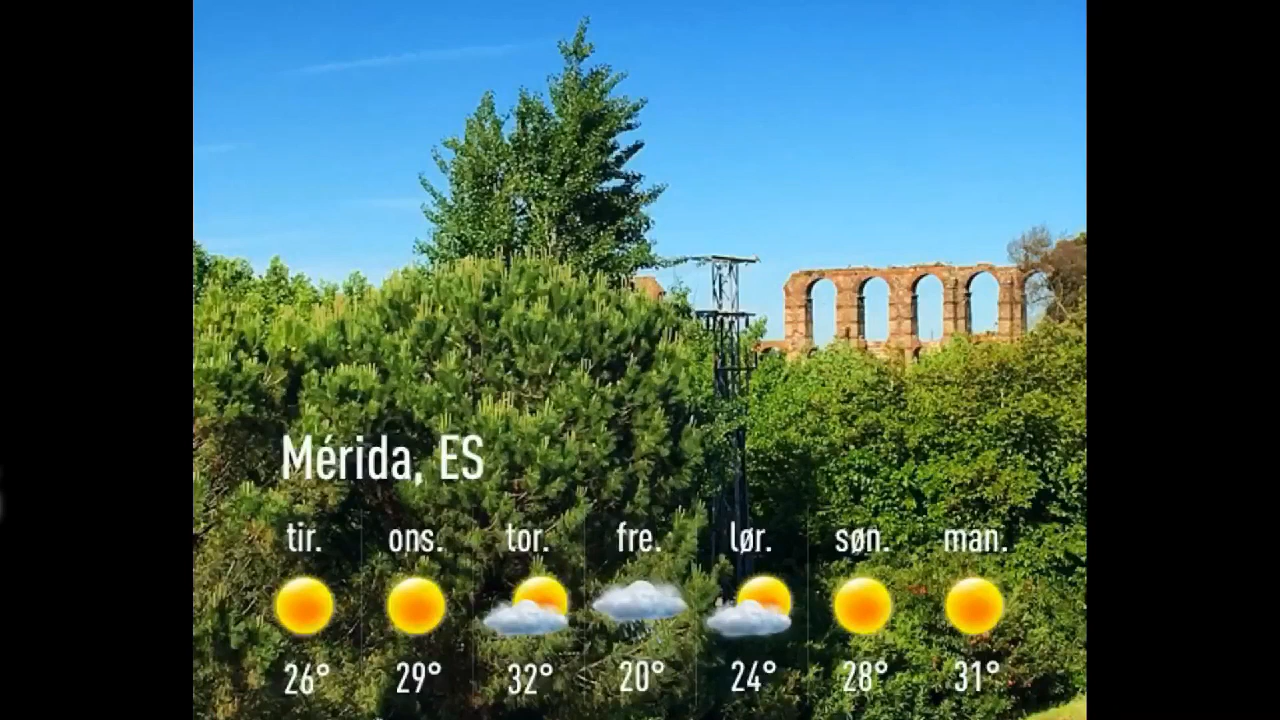 Mérida, ES
tir. ons. tor. fre. lør. søn. man.
26° 29° 32° 20° 24° 28° 31°